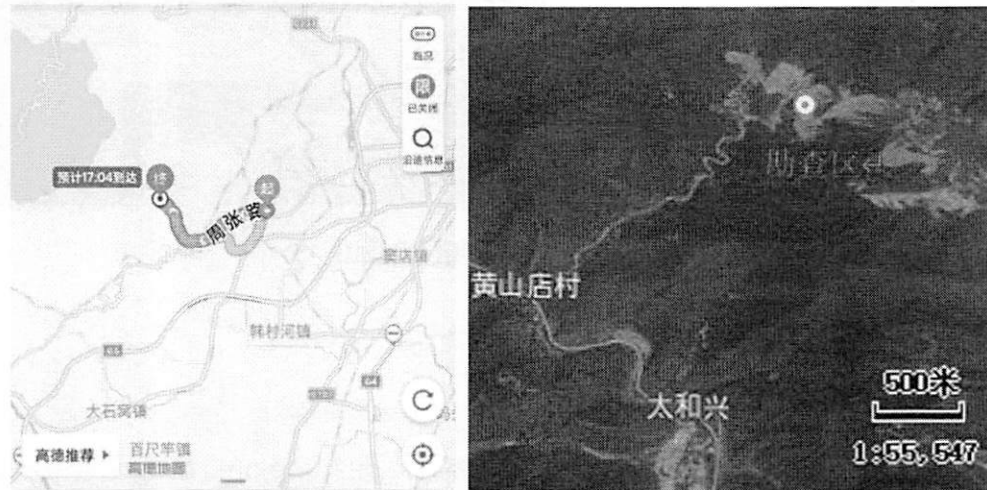 路况
限
已关闭
沿途信息
预计17:04到达
终
起
周张路
窦店镇
韩村河镇
G5
G4
大石窝镇
高德推荐
百尺竿镇
高德地图
勘查区
黄山店村
太和兴
500米
1:55,547